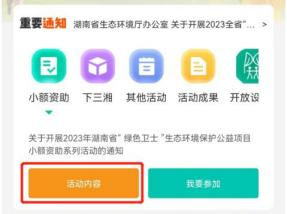 重要通知 湖南省生态环境厅办公室 关于开展2023全省“...
小额资助 下三湘 其他活动 活动成果 开放设
关于开展2023年湖南省“绿色卫士”生态环境保护公益项目
小额资助系列活动的通知
活动内容 我要参加